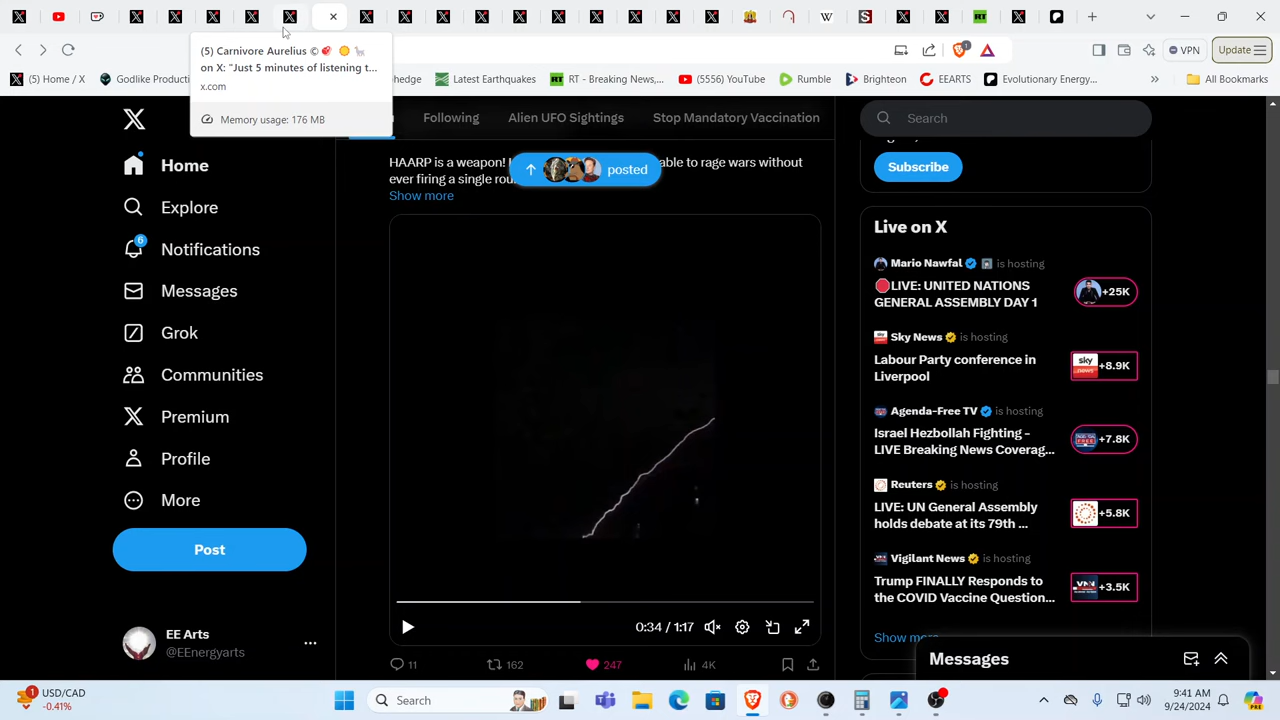 (5) Carnivore Aurelius ©
on X: "Just 5 minutes of listening t...
x.com
Memory usage: 176 MB
VPN
Update
(5) Home / X
Godlike Producti
hedge
Latest Earthquakes
RT - Breaking News,...
(555) YouTube
Rumble
Brighteon
EEARTS
Evolutionary Energy...
All Bookmarks
Following
Alien UFO Sightings
Stop Mandatory Vaccination
Search
Home
Explore
6
Notifications
Messages
Grok
Communities
Premium
Profile
More
Post
EE Arts
@EEnergyarts
HAARP is a weapon!
able to rage wars without
ever firing a single rou
posted
Show more
0:34 / 1:17
11
162
247
4K
Subscribe
Live on X
Mario Nawfal is hosting
LIVE: UNITED NATIONS
GENERAL ASSEMBLY DAY 1
+25K
Sky News is hosting
Labour Party conference in
Liverpool
sky news
+8.9K
Agenda-Free TV is hosting
Israel Hezbollah Fighting –
LIVE Breaking News Coverag...
+7.8K
Reuters is hosting
LIVE: UN General Assembly
holds debate at its 79th ...
+5.8K
Vigilant News is hosting
Trump FINALLY Responds to
the COVID Vaccine Question...
+3.5K
Show more
Messages
1
USD/CAD
-0.41%
Search
9:41 AM
9/24/2024